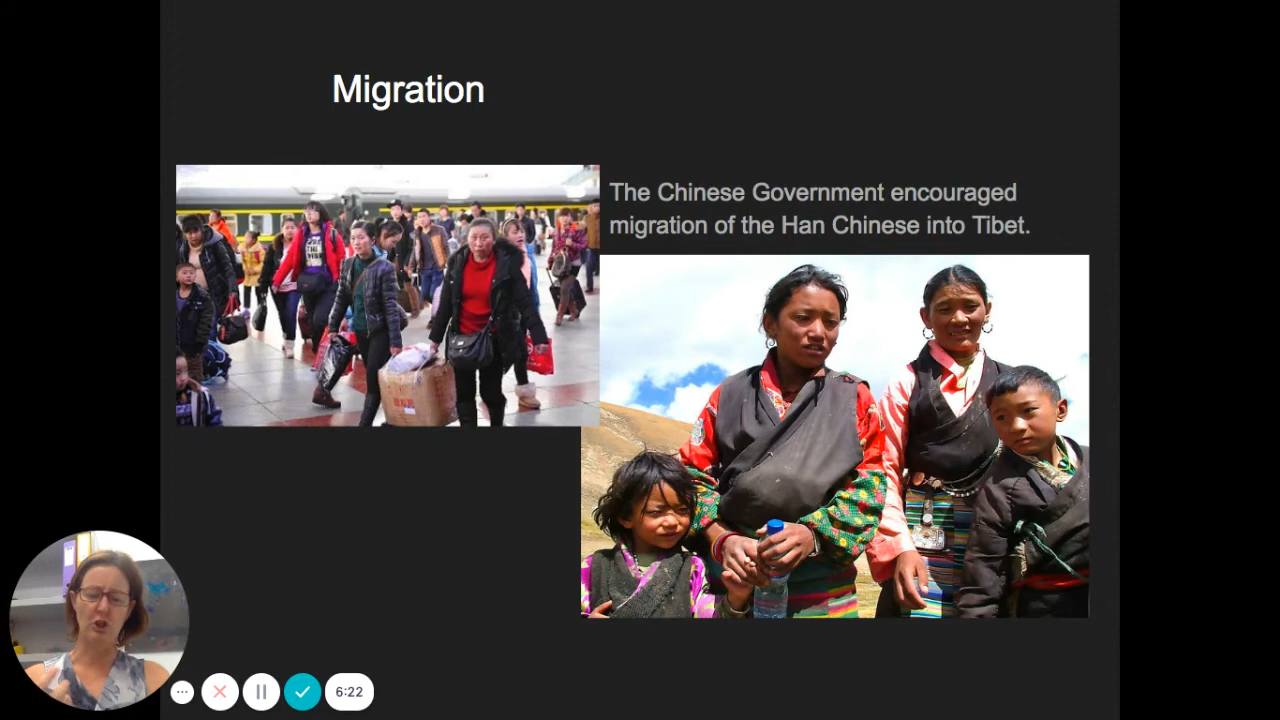 Migration
The Chinese Government encouraged
migration of the Han Chinese into Tibet.
6:22